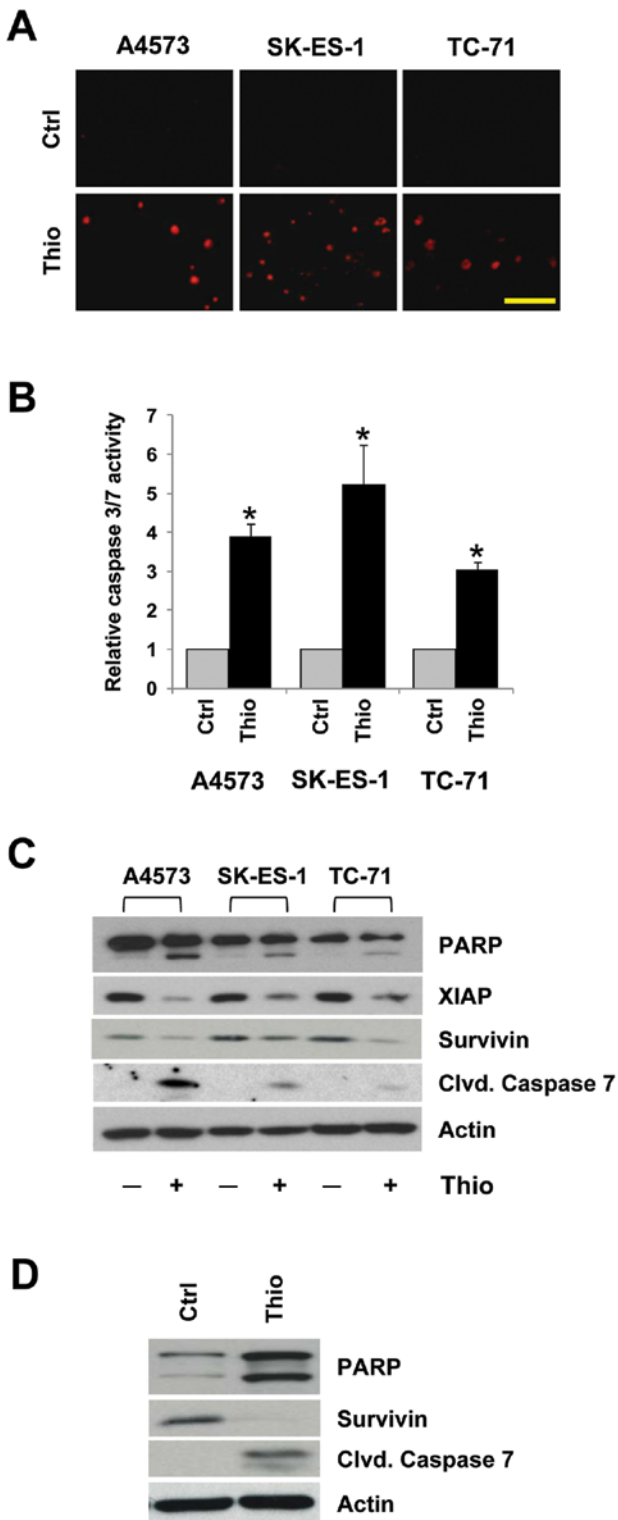 A
A4573 SK-ES-1 TC-71
Ctrl
Thio
B
Relative caspase 3/7 activity
7
6
5
4
3
2
1
0
* * *
Ctrl Thio Ctrl Thio Ctrl Thio
A4573 SK-ES-1 TC-71
C
A4573 SK-ES-1 TC-71
PARP
XIAP
Survivin
Clvd. Caspase 7
Actin
— + — + — + Thio
D
Ctrl Thio
PARP
Survivin
Clvd. Caspase 7
Actin